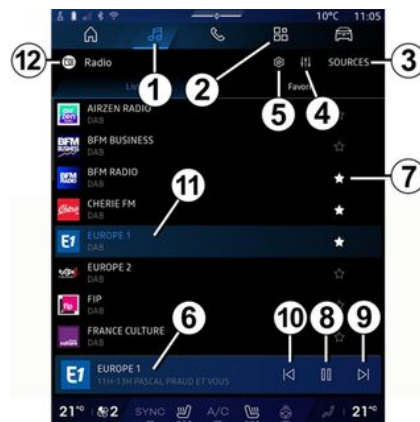 10°C 11:05
12 Radio 1 2 5 4 SOURCES 3
Favori
AIRZEN RADIO
DAB
BFM BUSINESS
DAB
BFM RADIO
DAB
7
CHERIE FM
DAB
11
EUROPE 1
DAB
EUROPE 2
DAB
FIP
DAB
FRANCE CULTURE
DAB
6 10 8 9
E1 EUROPE 1
11H-13H PASCAL PRAUD ET VOUS
21°C 2 SYNC A/C 21°C